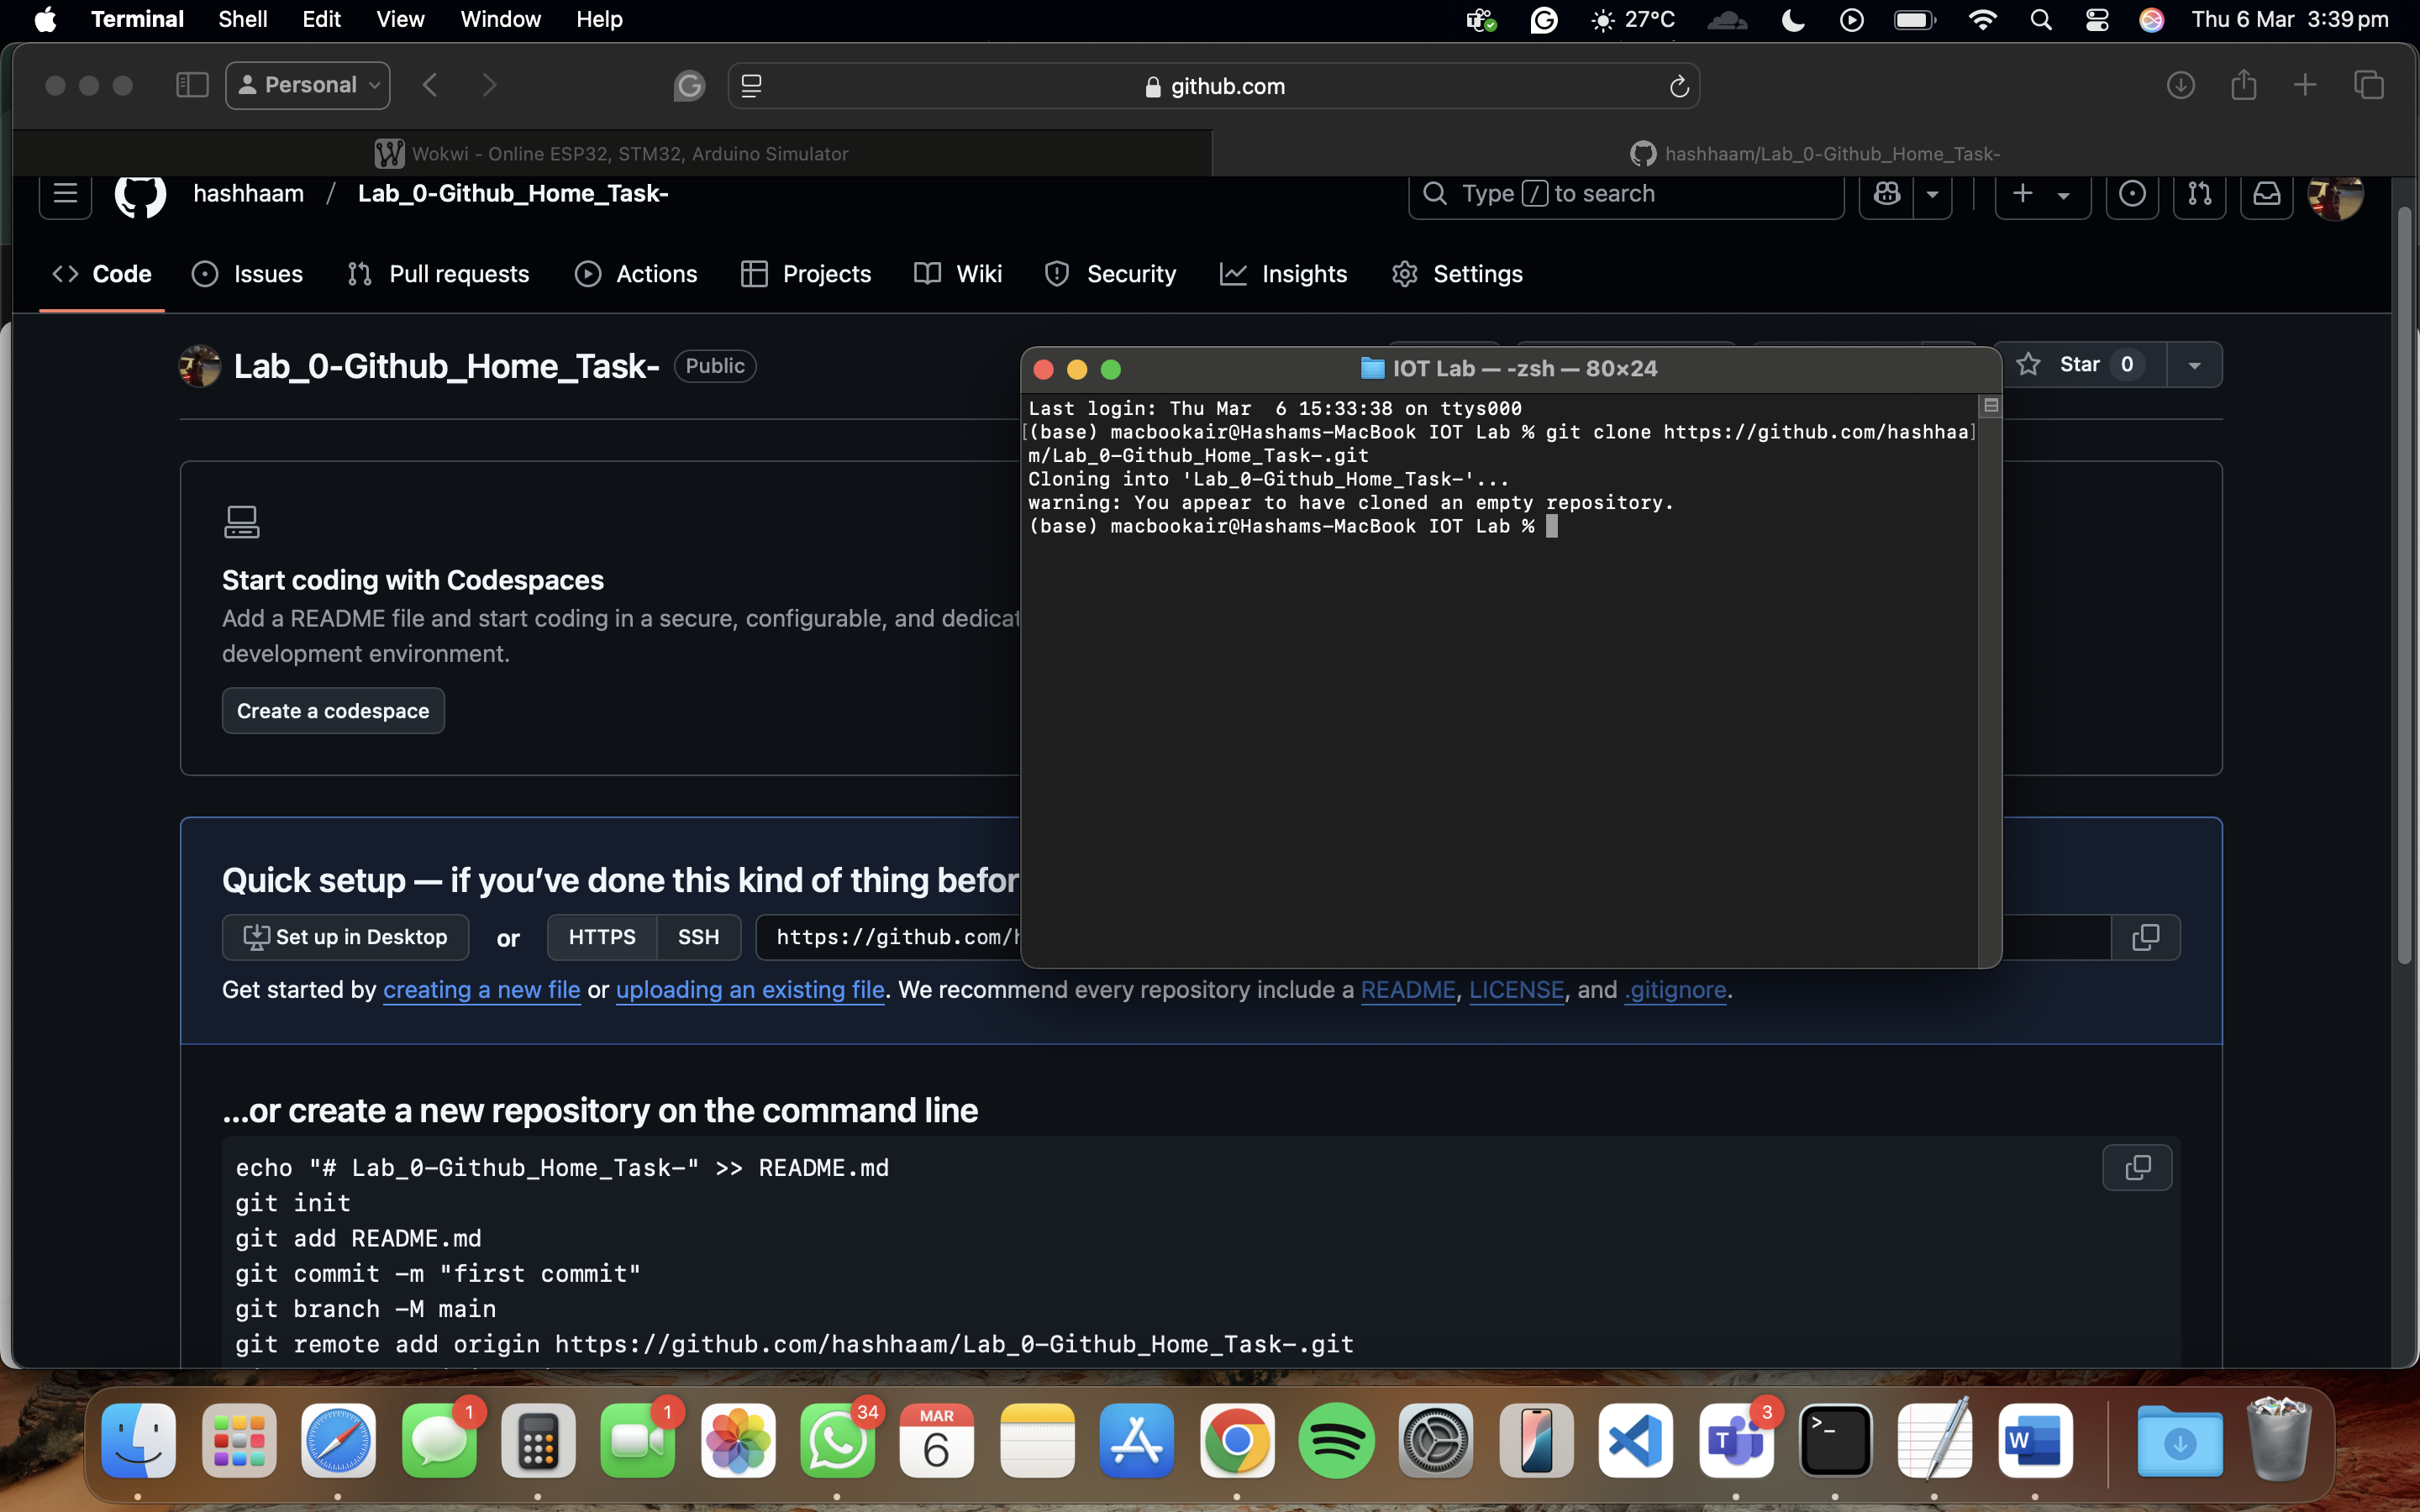 Terminal Shell Edit View Window Help 27°C Thu 6 Mar 3:39 pm
Personal github.com
Wokwi - Online ESP32, STM32, Arduino Simulator hashhaam/Lab_0-Github_Home_Task-
hashhaam / Lab_0-Github_Home_Task- Type / to search
Code Issues Pull requests Actions Projects Wiki Security Insights Settings
Lab_0-Github_Home_Task- Public Star 0
IOT Lab — -zsh — 80×24
Last login: Thu Mar  6 15:33:38 on ttys000
[(base) macbookair@Hashams-MacBook IOT Lab % git clone https://github.com/hashhaa]
m/Lab_0-Github_Home_Task-.git
Cloning into 'Lab_0-Github_Home_Task-'...
warning: You appear to have cloned an empty repository.
(base) macbookair@Hashams-MacBook IOT Lab %
Start coding with Codespaces
Add a README file and start coding in a secure, configurable, and dedicat
development environment.
Create a codespace
Quick setup — if you’ve done this kind of thing befor
Set up in Desktop or HTTPS SSH https://github.com/h
Get started by creating a new file or uploading an existing file. We recommend every repository include a README, LICENSE, and .gitignore.
…or create a new repository on the command line
echo "# Lab_0-Github_Home_Task-" >> README.md
git init
git add README.md
git commit -m "first commit"
git branch -M main
git remote add origin https://github.com/hashhaam/Lab_0-Github_Home_Task-.git
1 1 34 MAR 6 T 3 >_ W